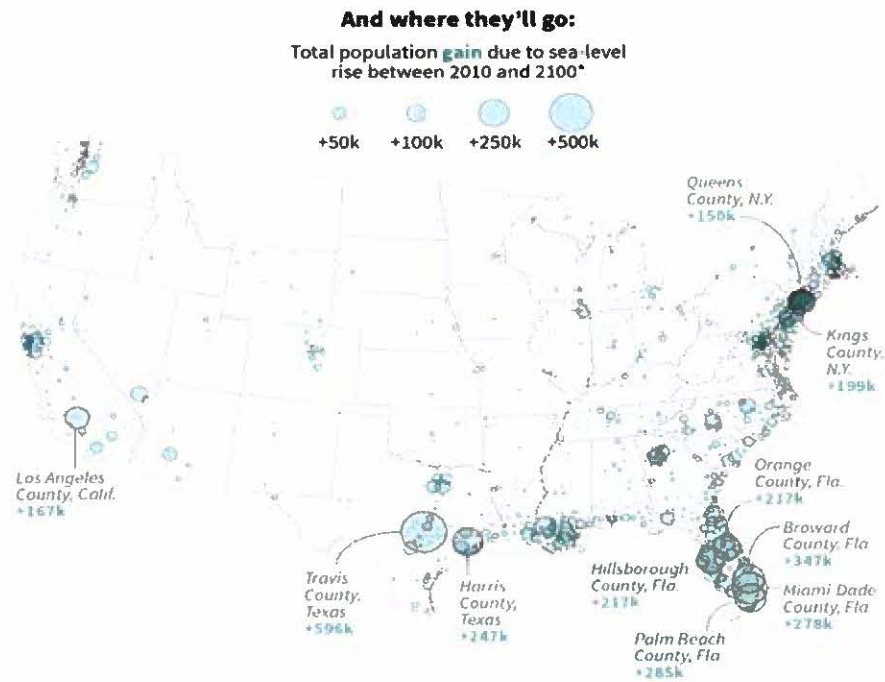 And where they'll go:
Total population gain due to sea-level
rise between 2010 and 2100*
+50k +100k +250k +500k
Queens
County, N.Y.
+150k
Kings
County,
N.Y.
+199k
Los Angeles
County, Calif.
+167k
Travis
County,
Texas
+596k
Harris
County,
Texas
+247k
Hillsborough
County, Fla.
+217k
Orange
County, Fla.
+217k
Broward
County, Fla
+347k
Miami Dade
County, Fla
+278k
Palm Beach
County, Fla
+285k